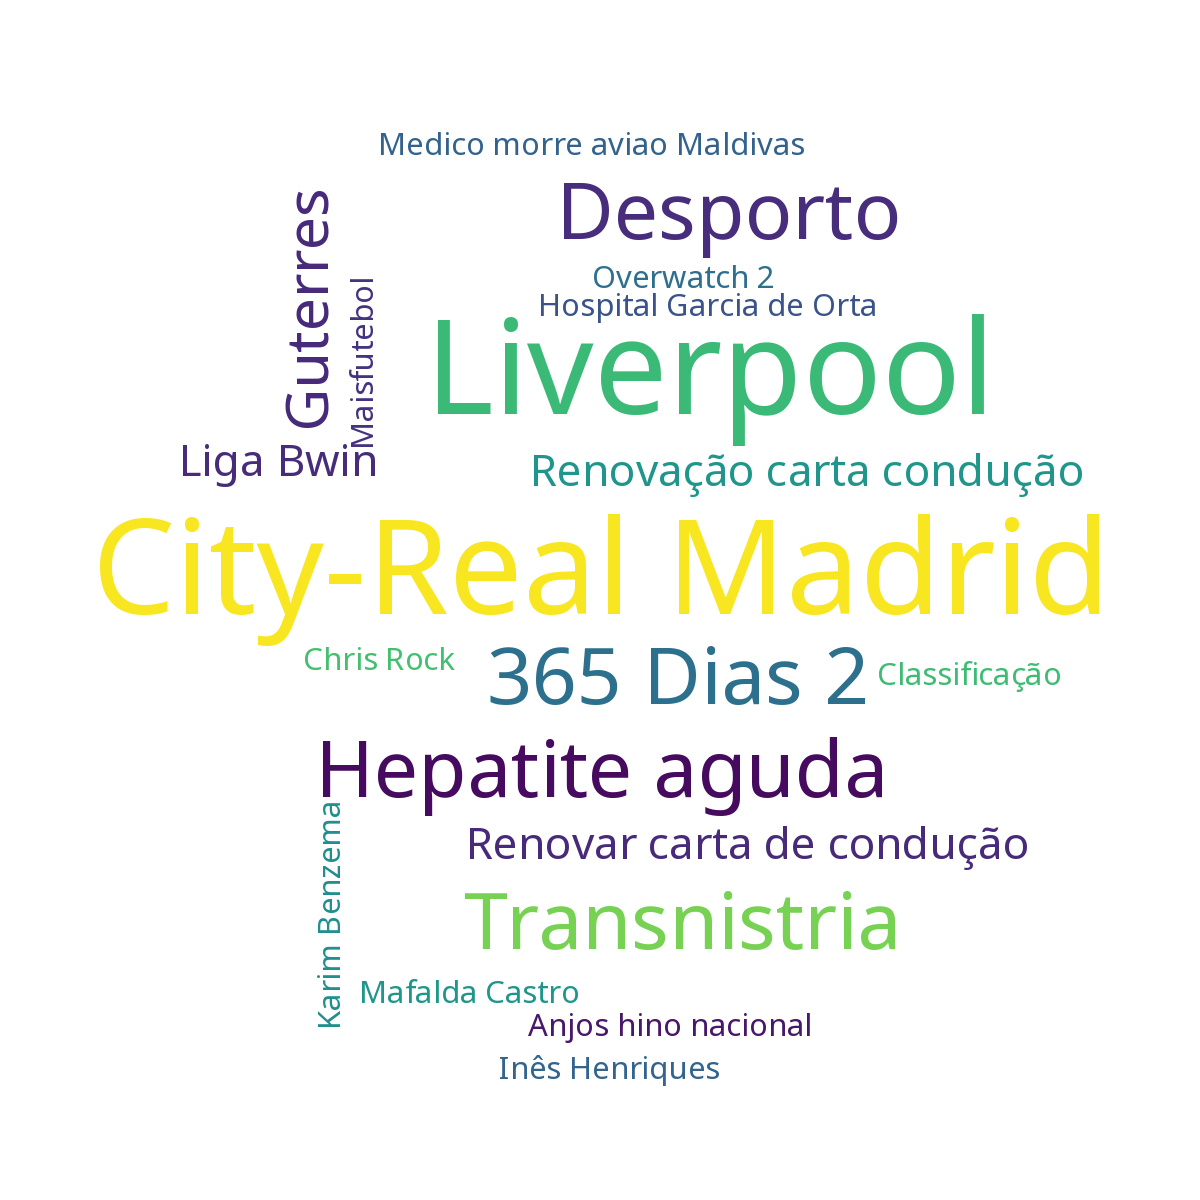 Medico morre aviao Maldivas
Desporto
Guterres
Overwatch 2
Maisfutebol
Hospital Garcia de Orta
Liverpool
Liga Bwin
Renovação carta condução
City-Real Madrid
Chris Rock
365 Dias 2
Classificação
Hepatite aguda
Karim Benzema
Renovar carta de condução
Transnistria
Mafalda Castro
Anjos hino nacional
Inês Henriques